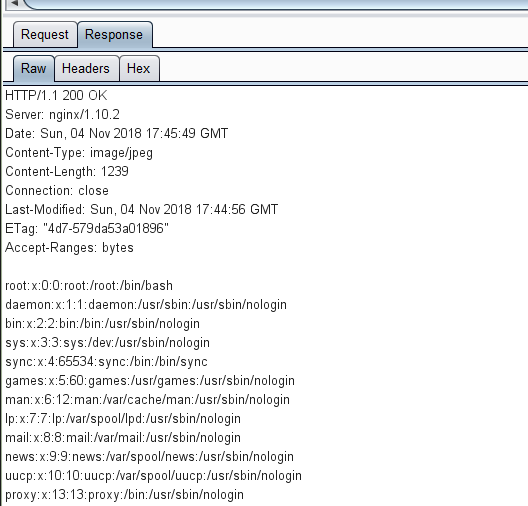 Request Response
Raw Headers Hex
HTTP/1.1 200 OK
Server: nginx/1.10.2
Date: Sun, 04 Nov 2018 17:45:49 GMT
Content-Type: image/jpeg
Content-Length: 1239
Connection: close
Last-Modified: Sun, 04 Nov 2018 17:44:56 GMT
ETag: "4d7-579da53a01896"
Accept-Ranges: bytes
root:x:0:0:root:/root:/bin/bash
daemon:x:1:1:daemon:/usr/sbin:/usr/sbin/nologin
bin:x:2:2:bin:/bin:/usr/sbin/nologin
sys:x:3:3:sys:/dev:/usr/sbin/nologin
sync:x:4:65534:sync:/bin:/bin/sync
games:x:5:60:games:/usr/games:/usr/sbin/nologin
man:x:6:12:man:/var/cache/man:/usr/sbin/nologin
lp:x:7:7:lp:/var/spool/lpd:/usr/sbin/nologin
mail:x:8:8:mail:/var/mail:/usr/sbin/nologin
news:x:9:9:news:/var/spool/news:/usr/sbin/nologin
uucp:x:10:10:uucp:/var/spool/uucp:/usr/sbin/nologin
proxy:x:13:13:proxy:/bin:/usr/sbin/nologin